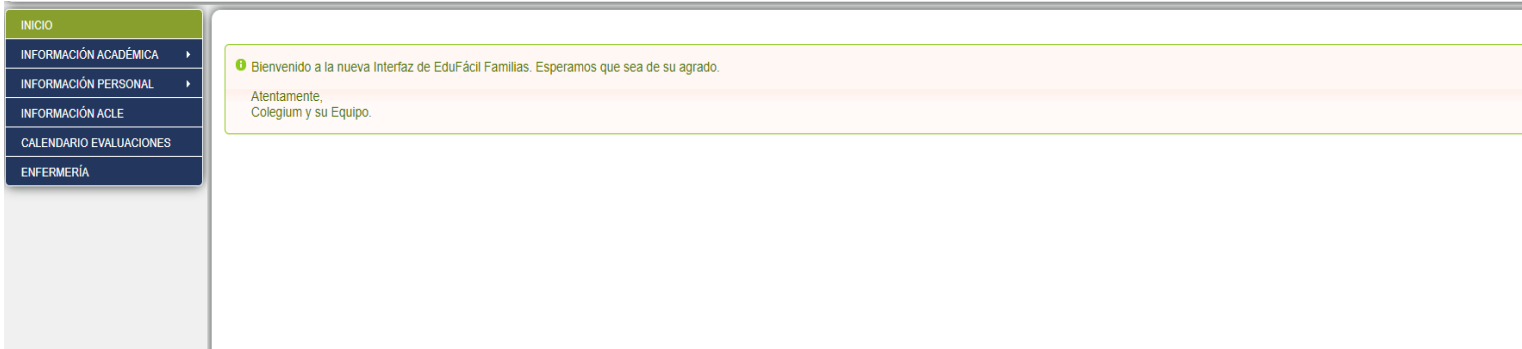 INICIO
INFORMACIÓN ACADÉMICA
INFORMACIÓN PERSONAL
INFORMACIÓN ACLE
CALENDARIO EVALUACIONES
ENFERMERÍA
Bienvenido a la nueva Interfaz de EduFácil Familias. Esperamos que sea de su agrado.
Atentamente,
Colegium y su Equipo.